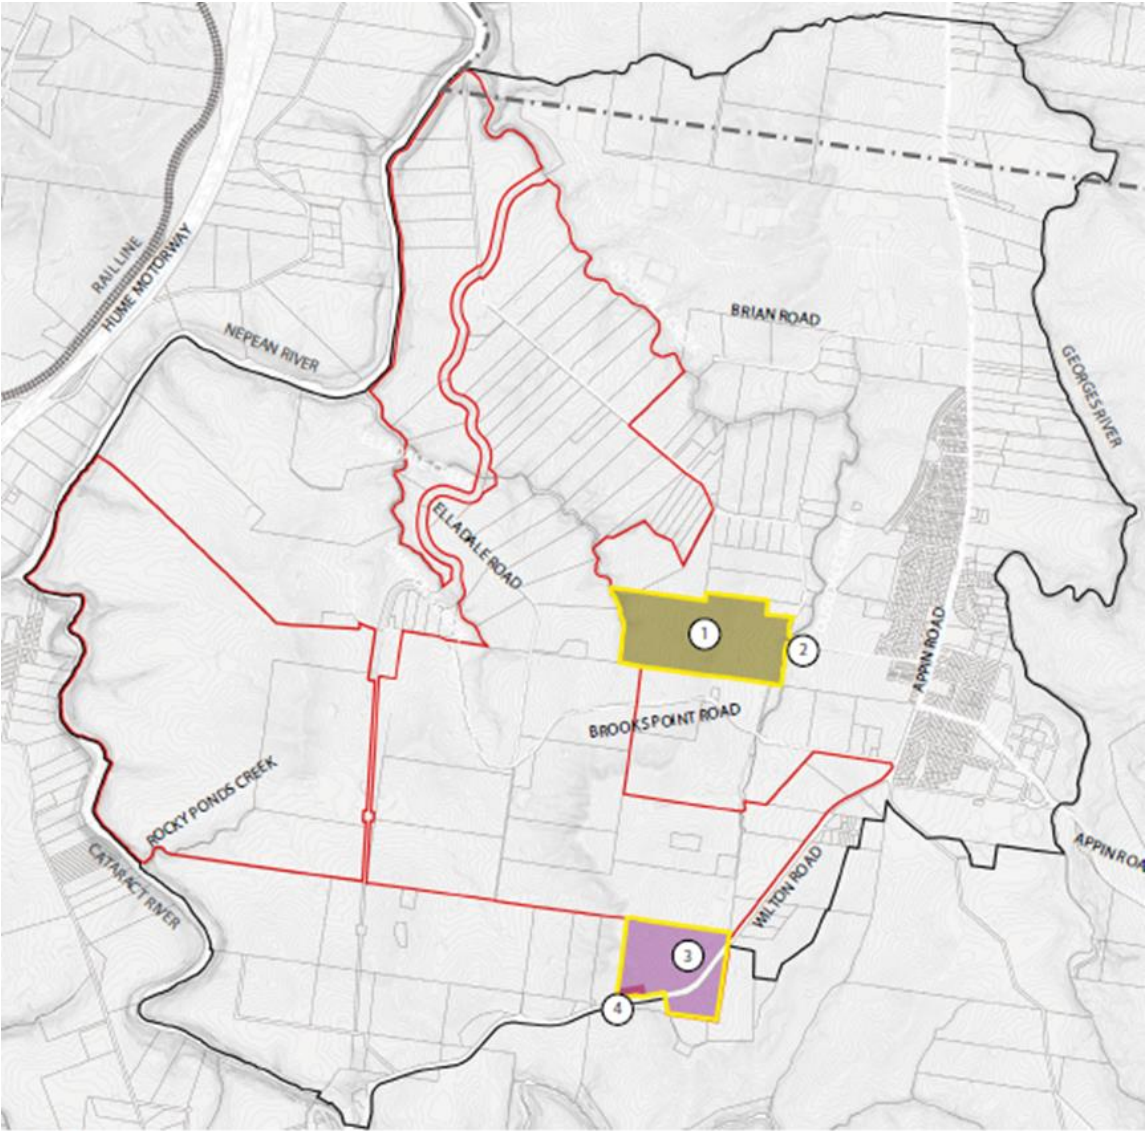 RAIL LINE
HUME MOTORWAY
NEPEAN RIVER
BRIAN ROAD
GEORGES RIVER
ELLADALE ROAD
1
2
APPIN ROAD
BROOKS POINT ROAD
ROCKY PONDS CREEK
CATARACT RIVER
WILTON ROAD
APPIN ROA
3
4